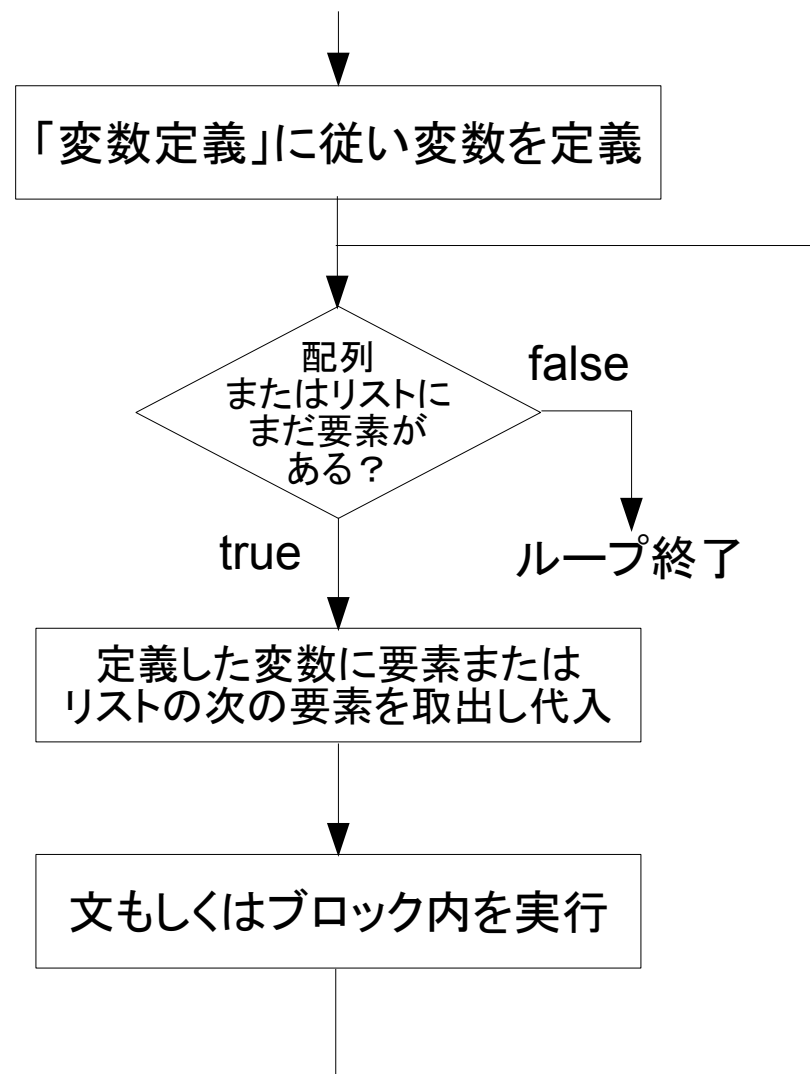 「変数定義」に従い変数を定義
配列
またはリストに
まだ要素が
ある？
false
true
ループ終了
定義した変数に要素または
リストの次の要素を取出し代入
文もしくはブロック内を実行